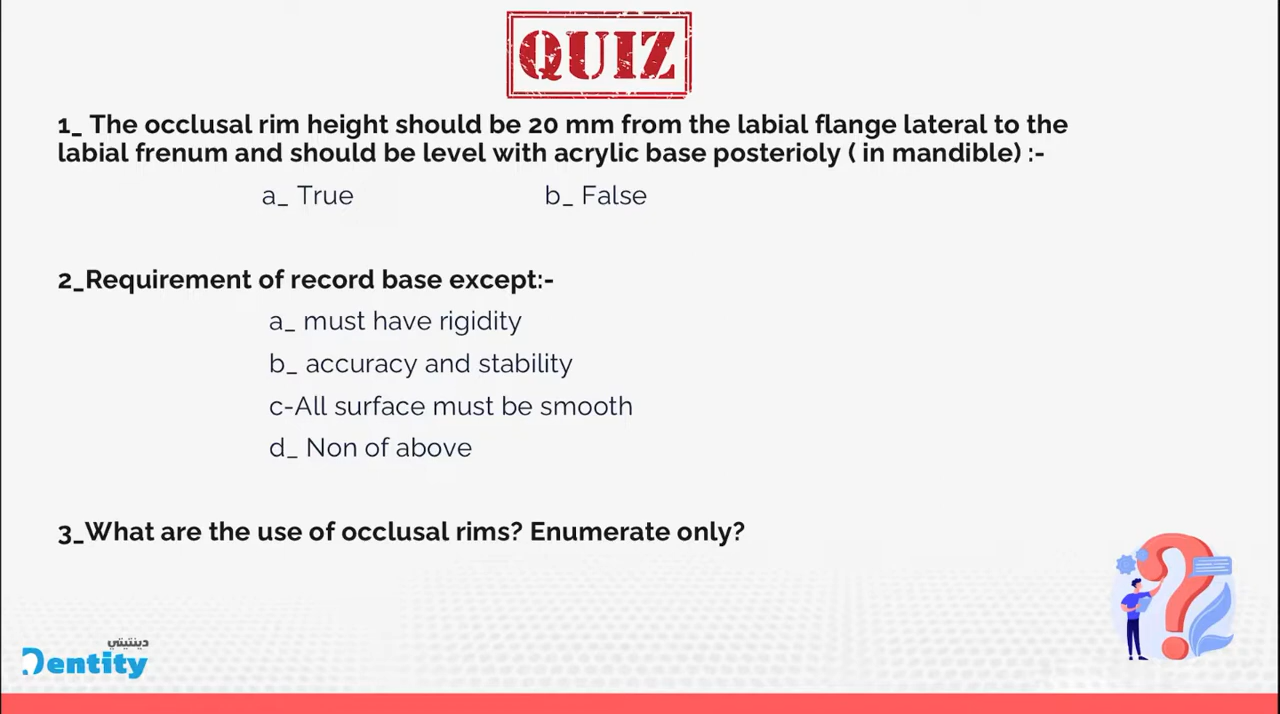 QUIZ
1_ The occlusal rim height should be 20 mm from the labial flange lateral to the
labial frenum and should be level with acrylic base posterioly ( in mandible) :-
a_ True b_ False
2_Requirement of record base except:-
a_ must have rigidity
b_ accuracy and stability
c-All surface must be smooth
d_ Non of above
3_What are the use of occlusal rims? Enumerate only?
دينتيتي
Dentity